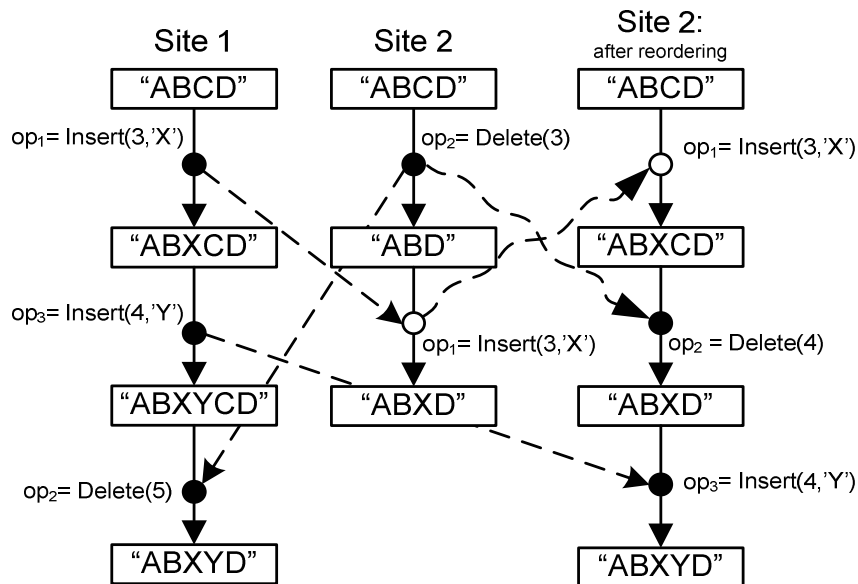 Site 1
"ABCD"
op₁= Insert(3,'X')
"ABXCD"
op₃= Insert(4,'Y')
"ABXYCD"
op₂= Delete(5)
"ABXYD"
Site 2
"ABCD"
op₂= Delete(3)
"ABD"
op₁= Insert(3,'X')
"ABXD"
Site 2:
after reordering
"ABCD"
op₁= Insert(3,'X')
"ABXCD"
op₂ = Delete(4)
"ABXD"
op₃= Insert(4,'Y')
"ABXYD"